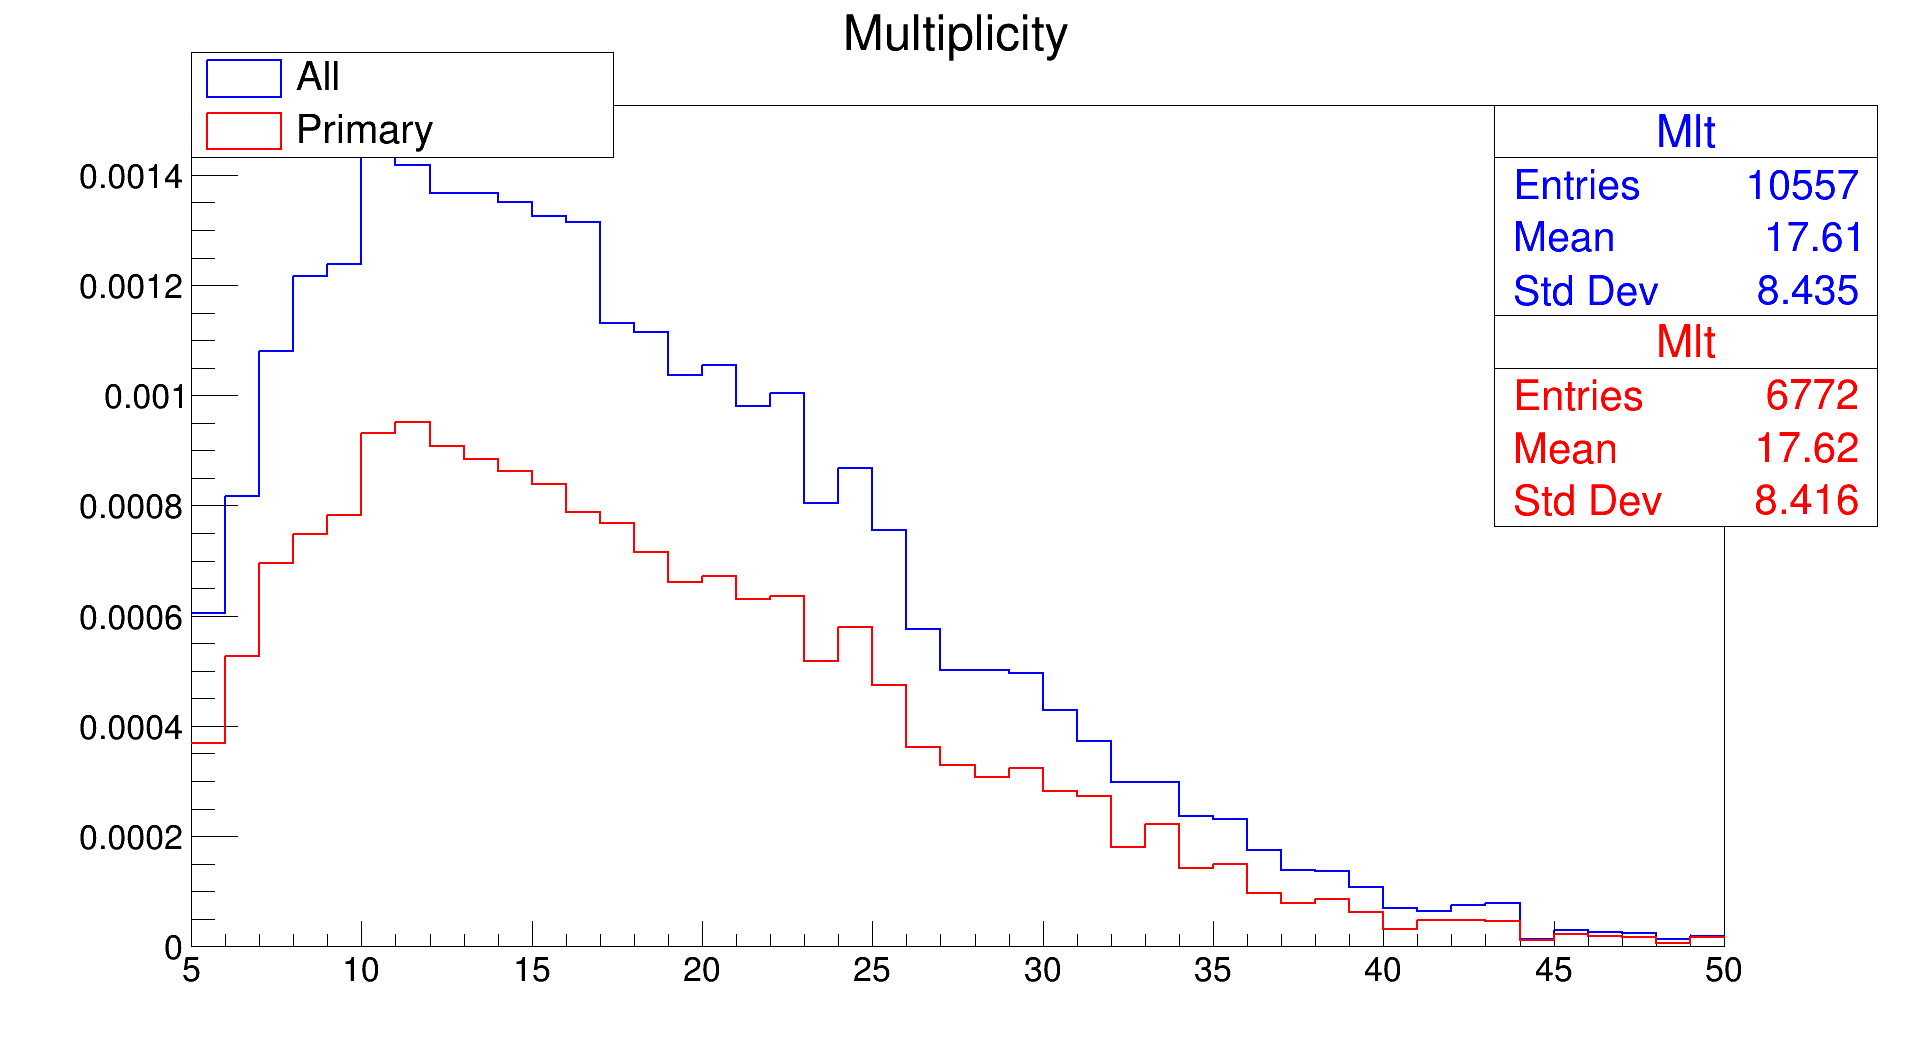 Multiplicity
All
Primary
Mlt
Entries 10557
Mean 17.61
Std Dev 8.435
Mlt
Entries 6772
Mean 17.62
Std Dev 8.416
0.0014
0.0012
0.001
0.0008
0.0006
0.0004
0.0002
0
5 10 15 20 25 30 35 40 45 50